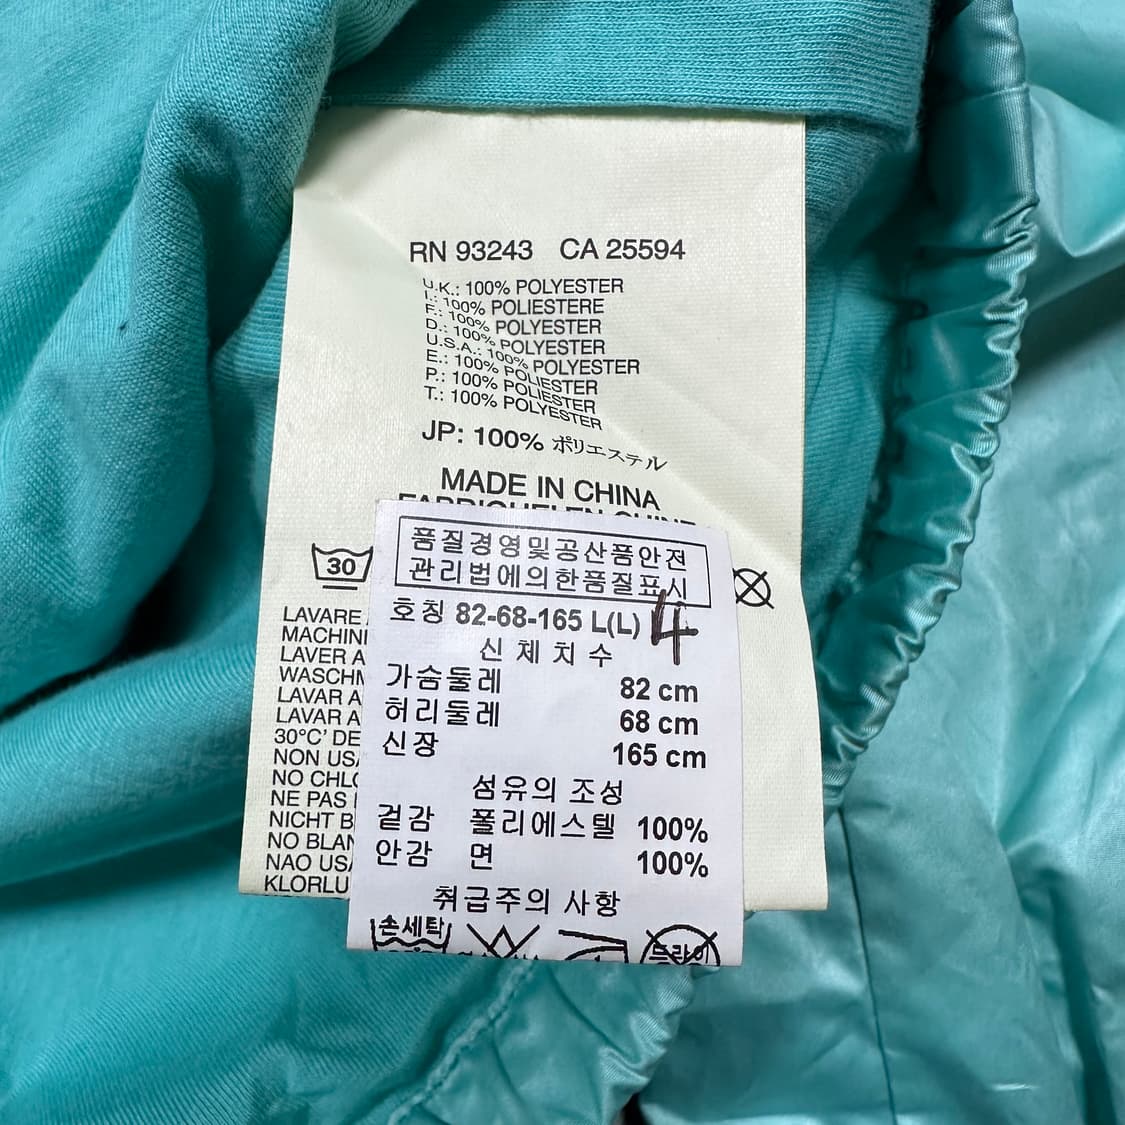 RN 93243 CA 25594
U.K.: 100% POLYESTER
I.: 100% POLIESTERE
F.: 100% POLYESTER
D.: 100% POLYESTER
U.S.A.: 100% POLYESTER
E.: 100% POLIESTER
P.: 100% POLIESTER
T.: 100% POLYESTER
JP: 100% ポリエステル
MADE IN CHINA
FABRIQUE EN CHINE
30
LAVARE
MACHIN
LAVER A
WASCHM
LAVAR A
LAVAR A
30°C' DE
NON USA
NO CHLO
NE PAS
NICHT B
NO BLAN
NAO USA
KLORLU
품질경영및공산품안전
관리법에의한품질표시
호칭 82-68-165 L(L) 4
신체치수
가슴둘레 82 cm
허리둘레 68 cm
신장 165 cm
섬유의 조성
겉감 폴리에스텔 100%
안감 면 100%
취급주의 사항
손세탁
드라이